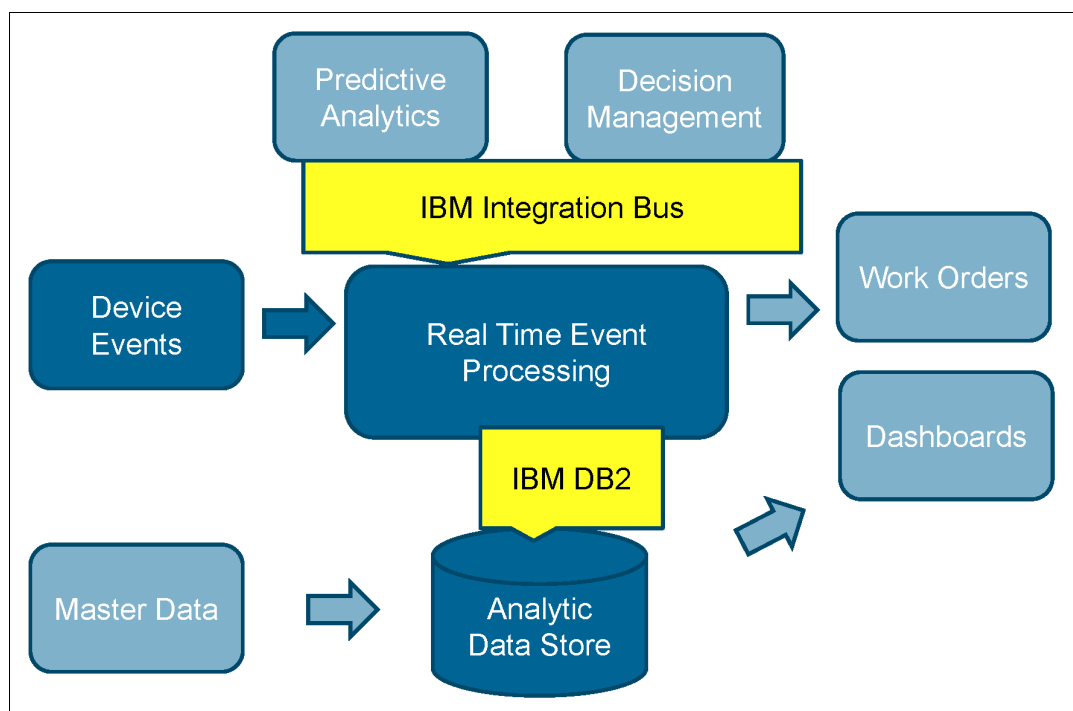 Predictive
Analytics
Decision
Management
IBM Integration Bus
Device
Events
Real Time Event
Processing
Work Orders
Dashboards
IBM DB2
Master Data
Analytic
Data Store